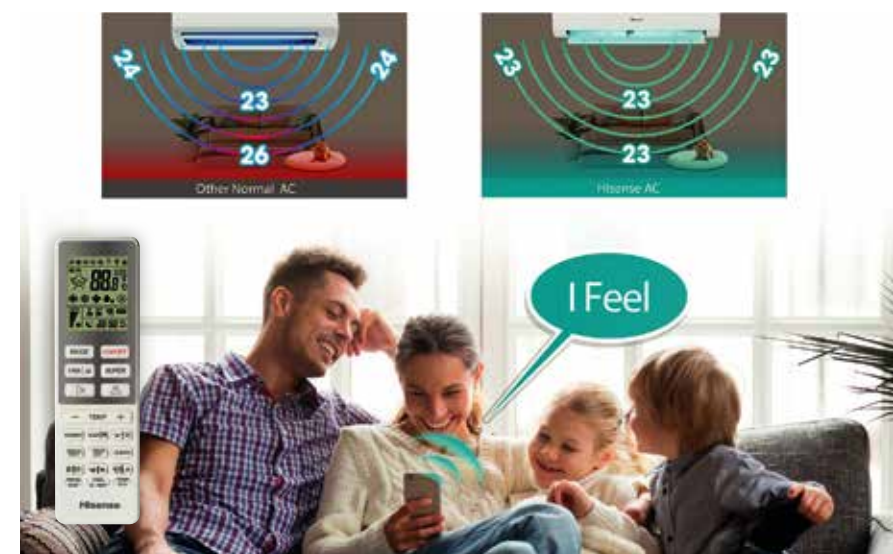 24
24
23
26
Other Normal AC
23
23
23
23
Hisense AC
I Feel
88.8
MODE
SUPER
− TEMP +
Hisense